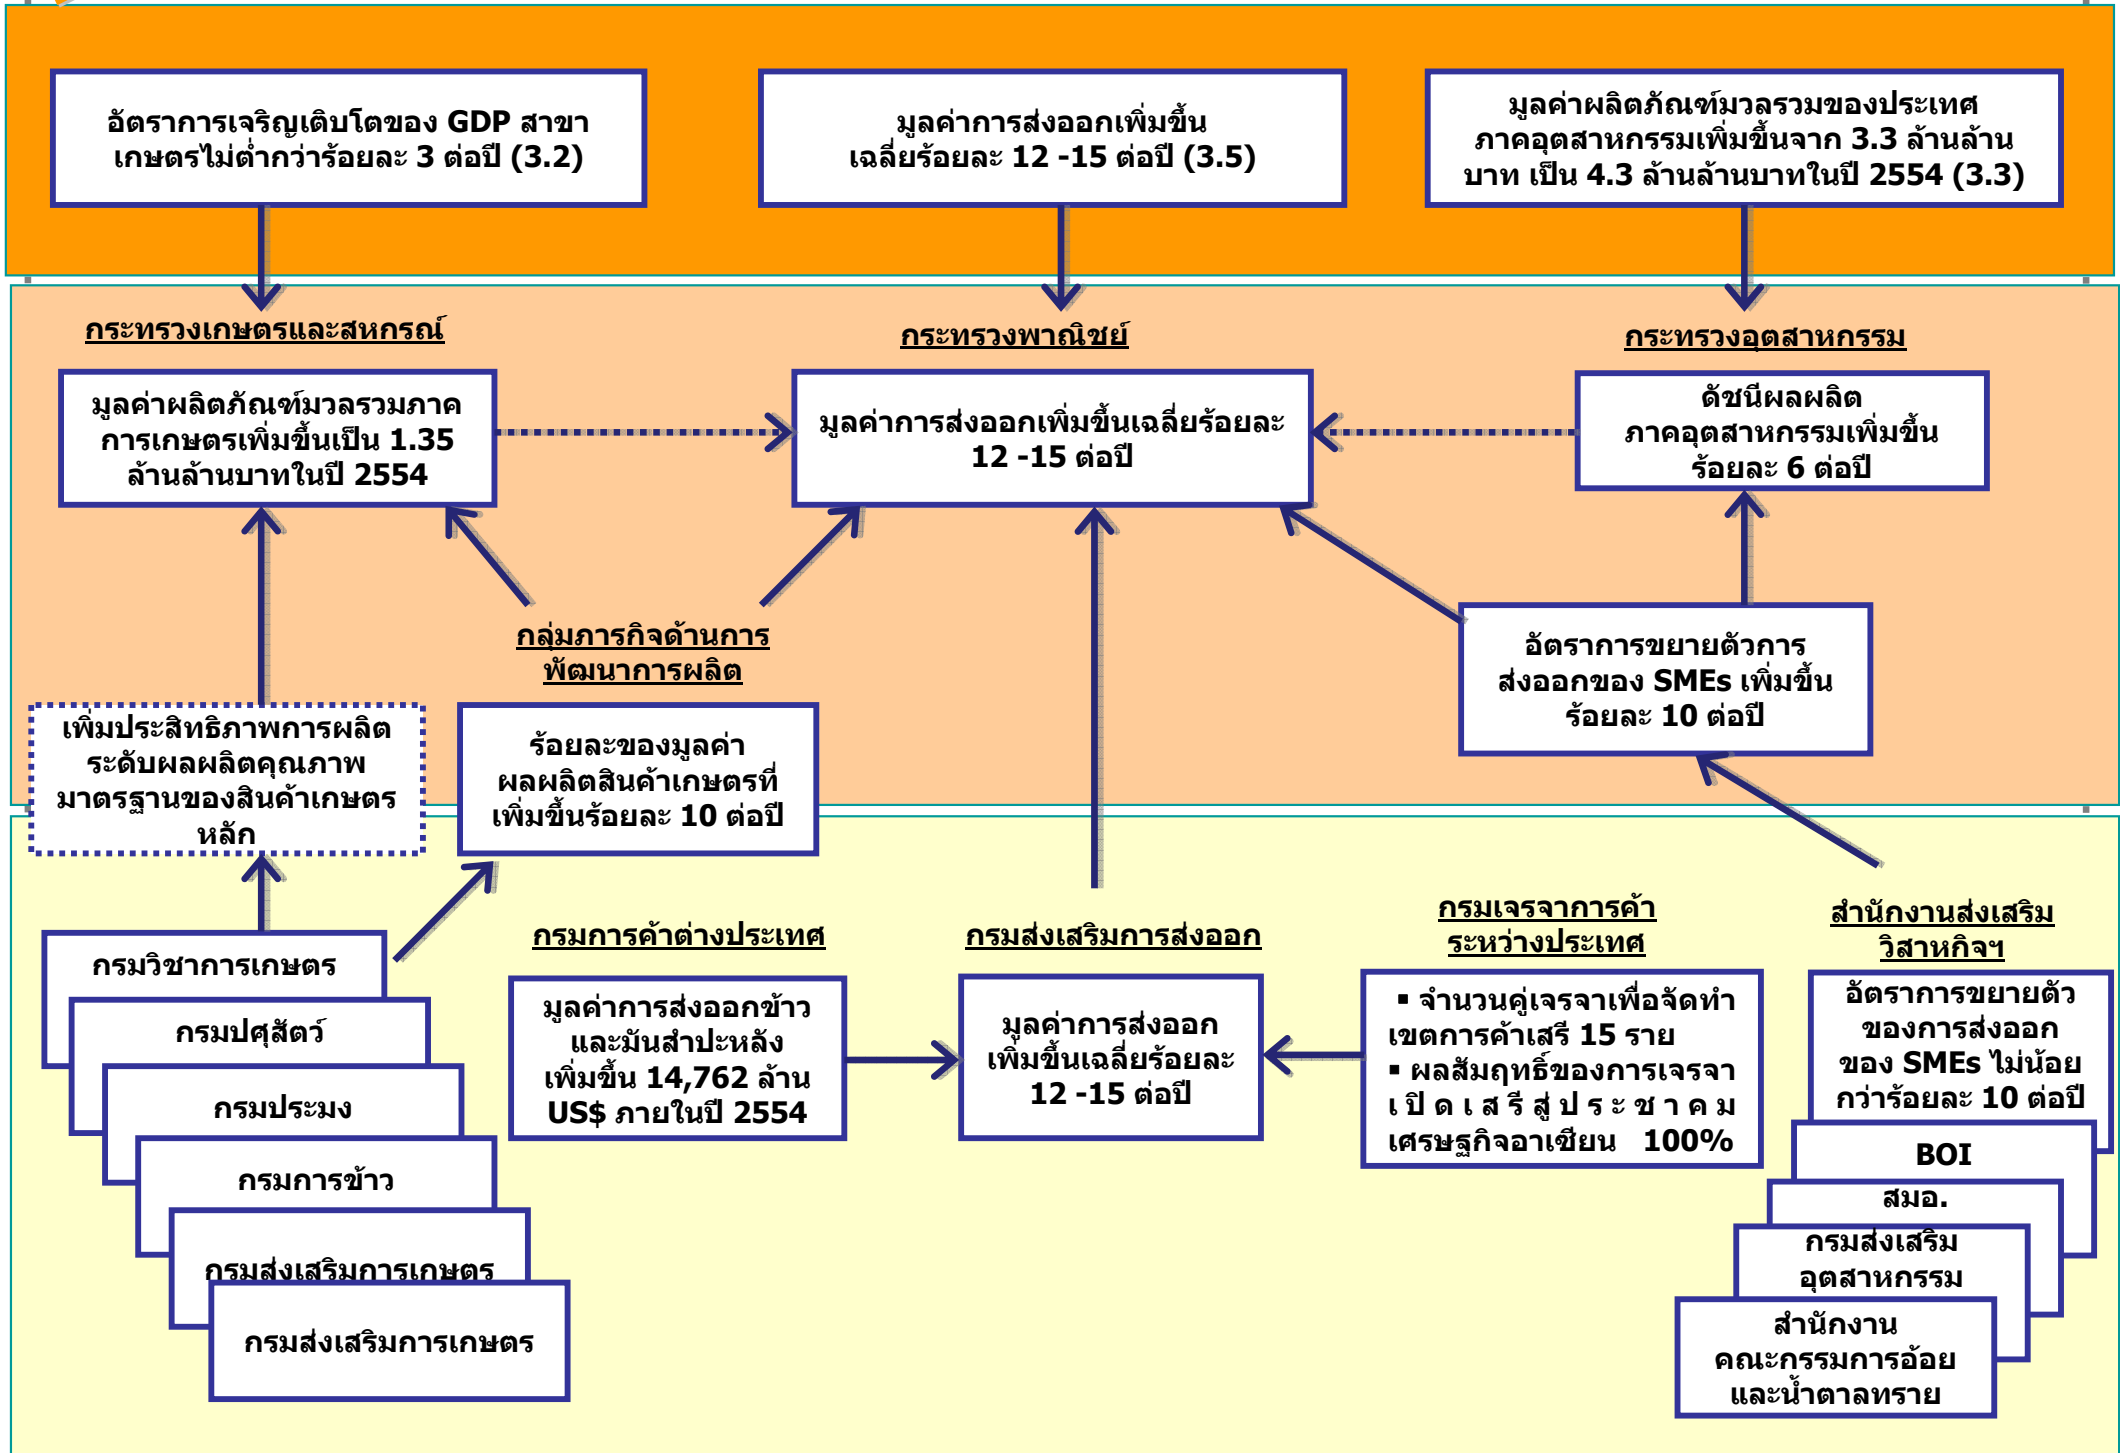 อัตราการเจริญเติบโตของ GDP สาขา
เกษตรไม่ต่ำกว่าร้อยละ 3 ต่อปี (3.2)
มูลค่าการส่งออกเพิ่มขึ้น
เฉลี่ยร้อยละ 12 -15 ต่อปี (3.5)
มูลค่าผลิตภัณฑ์มวลรวมของประเทศ
ภาคอุตสาหกรรมเพิ่มขึ้นจาก 3.3 ล้านล้าน
บาท เป็น 4.3 ล้านล้านบาทในปี 2554 (3.3)
กระทรวงเกษตรและสหกรณ์
กระทรวงพาณิชย์
กระทรวงอุตสาหกรรม
มูลค่าผลิตภัณฑ์มวลรวมภาค
การเกษตรเพิ่มขึ้นเป็น 1.35
ล้านล้านบาทในปี 2554
มูลค่าการส่งออกเพิ่มขึ้นเฉลี่ยร้อยละ
12 -15 ต่อปี
ดัชนีผลผลิต
ภาคอุตสาหกรรมเพิ่มขึ้น
ร้อยละ 6 ต่อปี
กลุ่มภารกิจด้านการ
พัฒนาการผลิต
อัตราการขยายตัวการ
ส่งออกของ SMEs เพิ่มขึ้น
ร้อยละ 10 ต่อปี
เพิ่มประสิทธิภาพการผลิต
ระดับผลผลิตคุณภาพ
มาตรฐานของสินค้าเกษตร
หลัก
ร้อยละของมูลค่า
ผลผลิตสินค้าเกษตรที่
เพิ่มขึ้นร้อยละ 10 ต่อปี
กรมวิชาการเกษตร
กรมปศุสัตว์
กรมประมง
กรมการข้าว
กรมส่งเสริมการเกษตร
กรมส่งเสริมการเกษตร
กรมการค้าต่างประเทศ
มูลค่าการส่งออกข้าว
และมันสำปะหลัง
เพิ่มขึ้น 14,762 ล้าน
US$ ภายในปี 2554
กรมส่งเสริมการส่งออก
มูลค่าการส่งออก
เพิ่มขึ้นเฉลี่ยร้อยละ
12 -15 ต่อปี
กรมเจรจาการค้า
ระหว่างประเทศ
▪ จำนวนคู่เจรจาเพื่อจัดทำ
เขตการค้าเสรี 15 ราย
▪ ผลสัมฤทธิ์ของการเจรจา
เปิดเสรีสู่ประชาคม
เศรษฐกิจอาเซียน 100%
สำนักงานส่งเสริม
วิสาหกิจฯ
อัตราการขยายตัว
ของการส่งออก
ของ SMEs ไม่น้อย
กว่าร้อยละ 10 ต่อปี
BOI
สมอ.
กรมส่งเสริม
อุตสาหกรรม
สำนักงาน
คณะกรรมการอ้อย
และน้ำตาลทราย